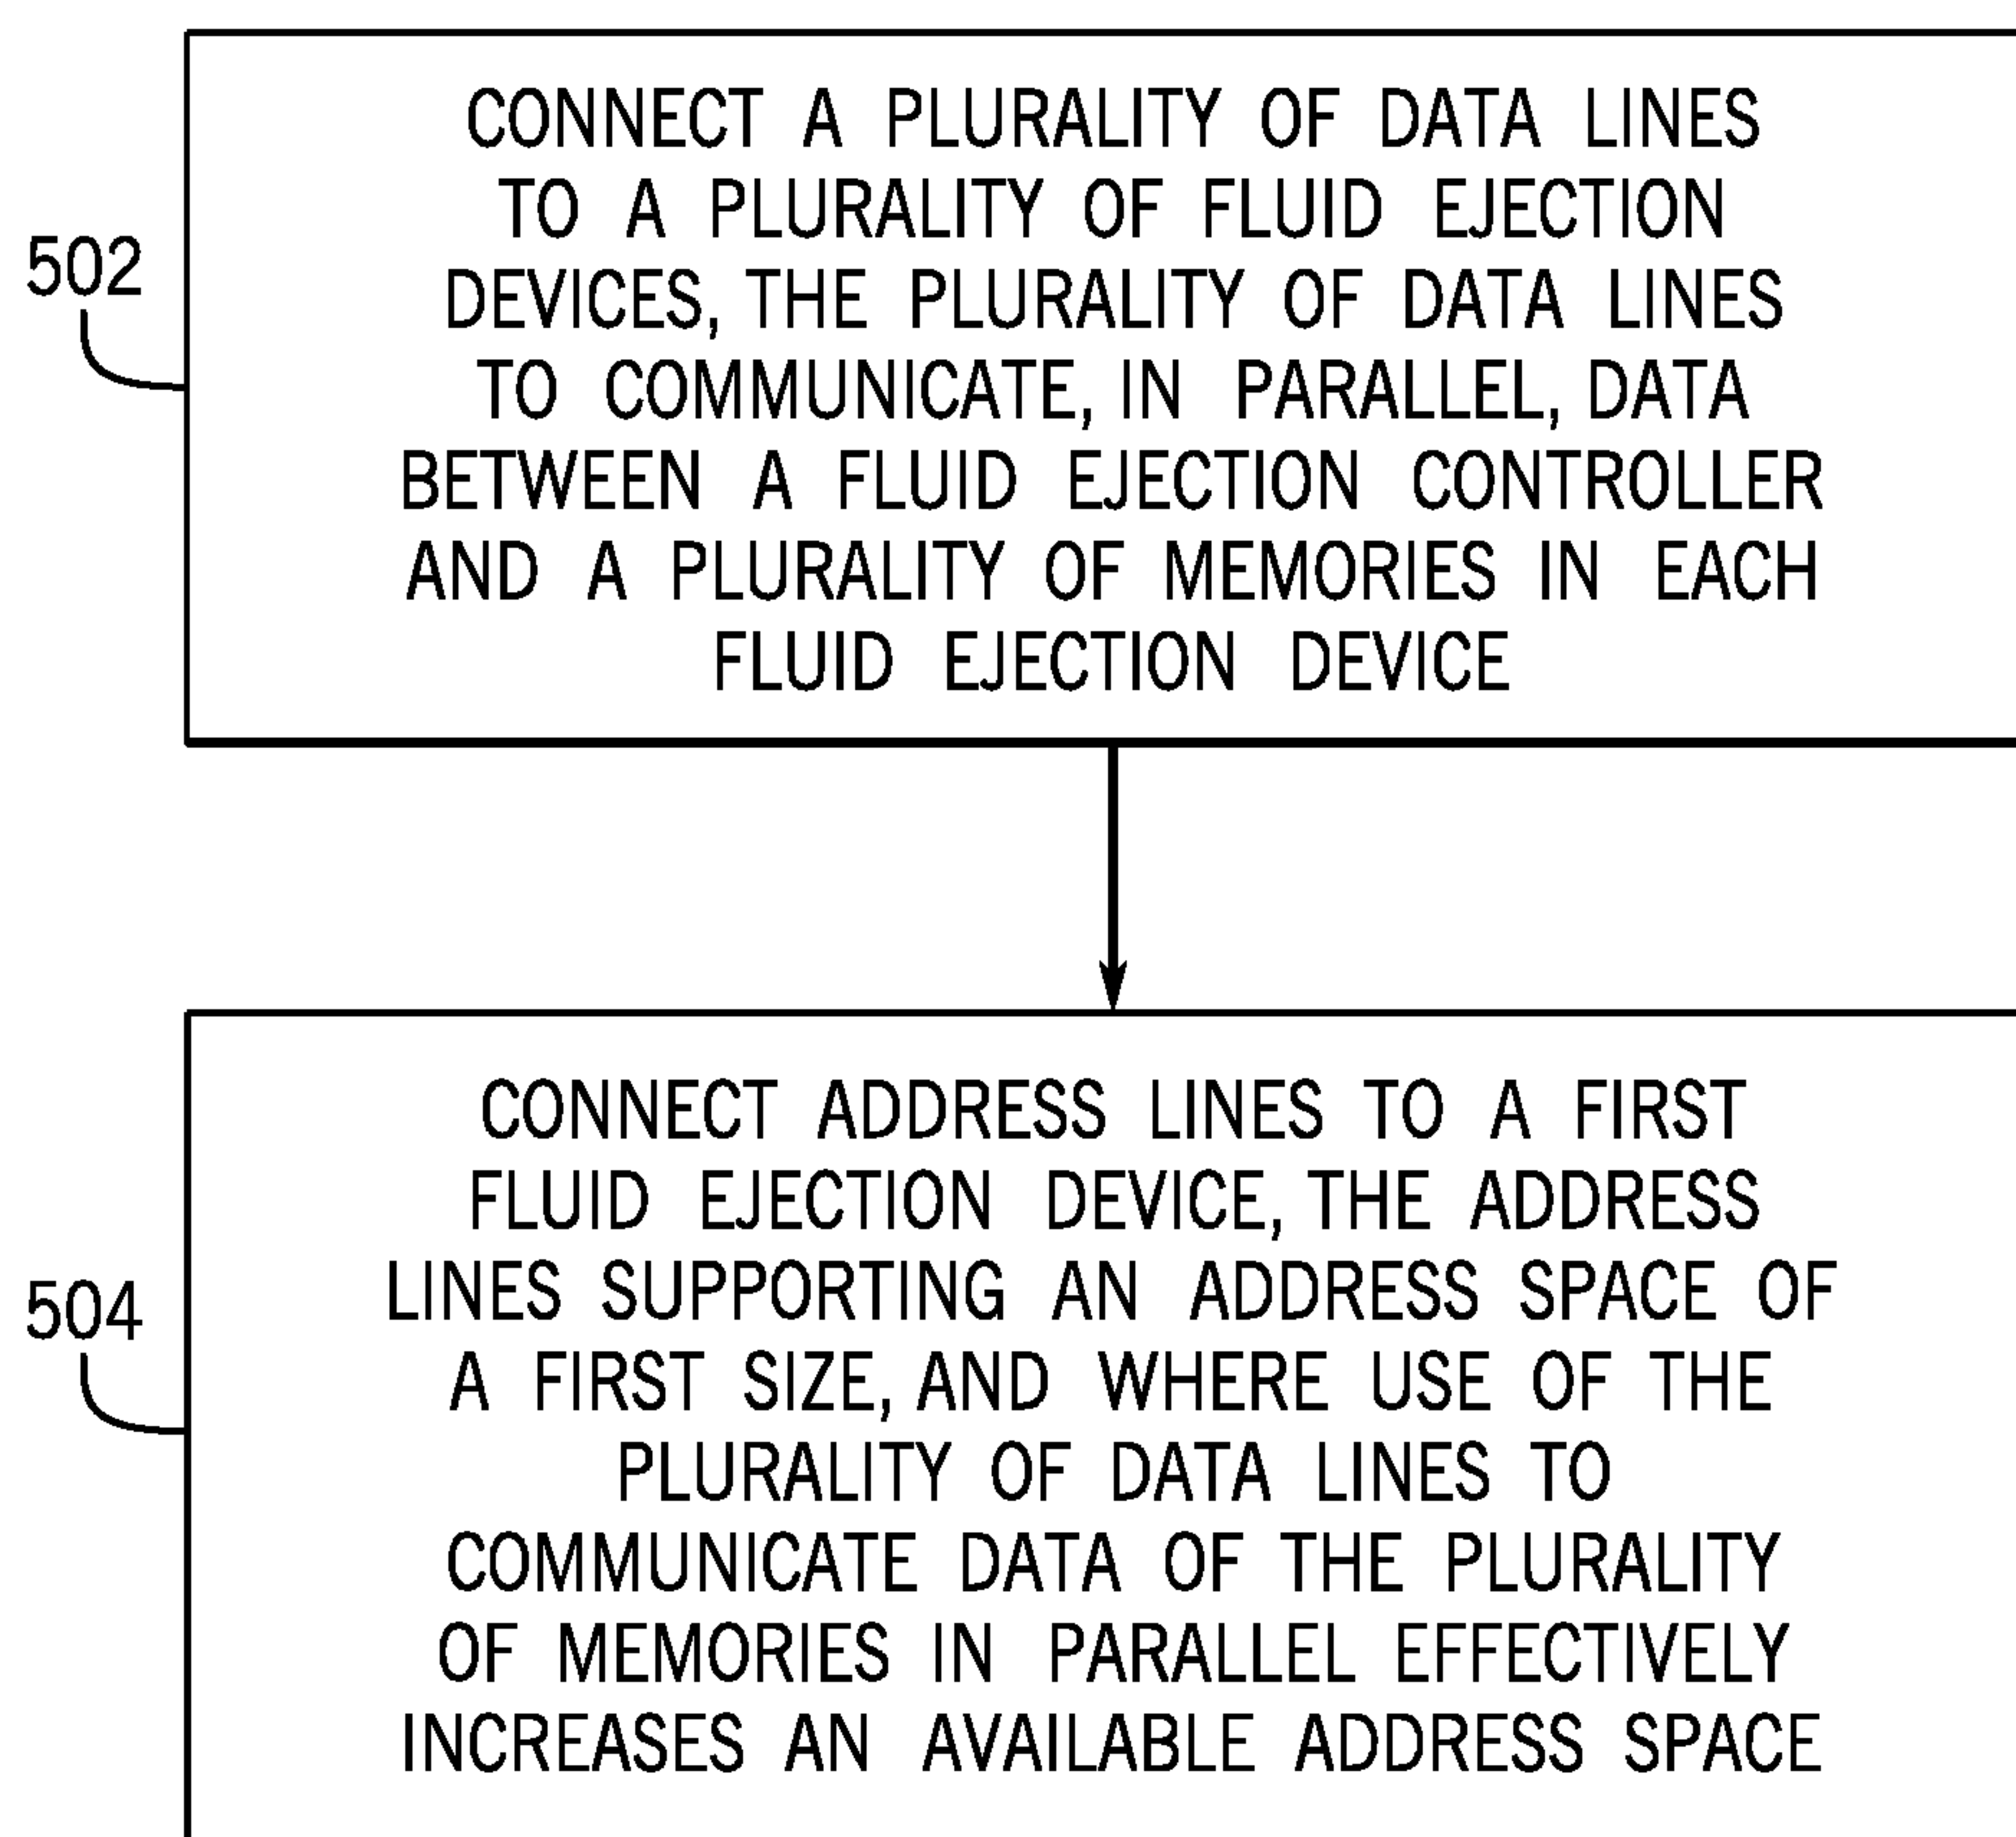 502
CONNECT A PLURALITY OF DATA LINES
TO A PLURALITY OF FLUID EJECTION
DEVICES, THE PLURALITY OF DATA LINES
TO COMMUNICATE, IN PARALLEL, DATA
BETWEEN A FLUID EJECTION CONTROLLER
AND A PLURALITY OF MEMORIES IN EACH
FLUID EJECTION DEVICE
504
CONNECT ADDRESS LINES TO A FIRST
FLUID EJECTION DEVICE, THE ADDRESS
LINES SUPPORTING AN ADDRESS SPACE OF
A FIRST SIZE, AND WHERE USE OF THE
PLURALITY OF DATA LINES TO
COMMUNICATE DATA OF THE PLURALITY
OF MEMORIES IN PARALLEL EFFECTIVELY
INCREASES AN AVAILABLE ADDRESS SPACE